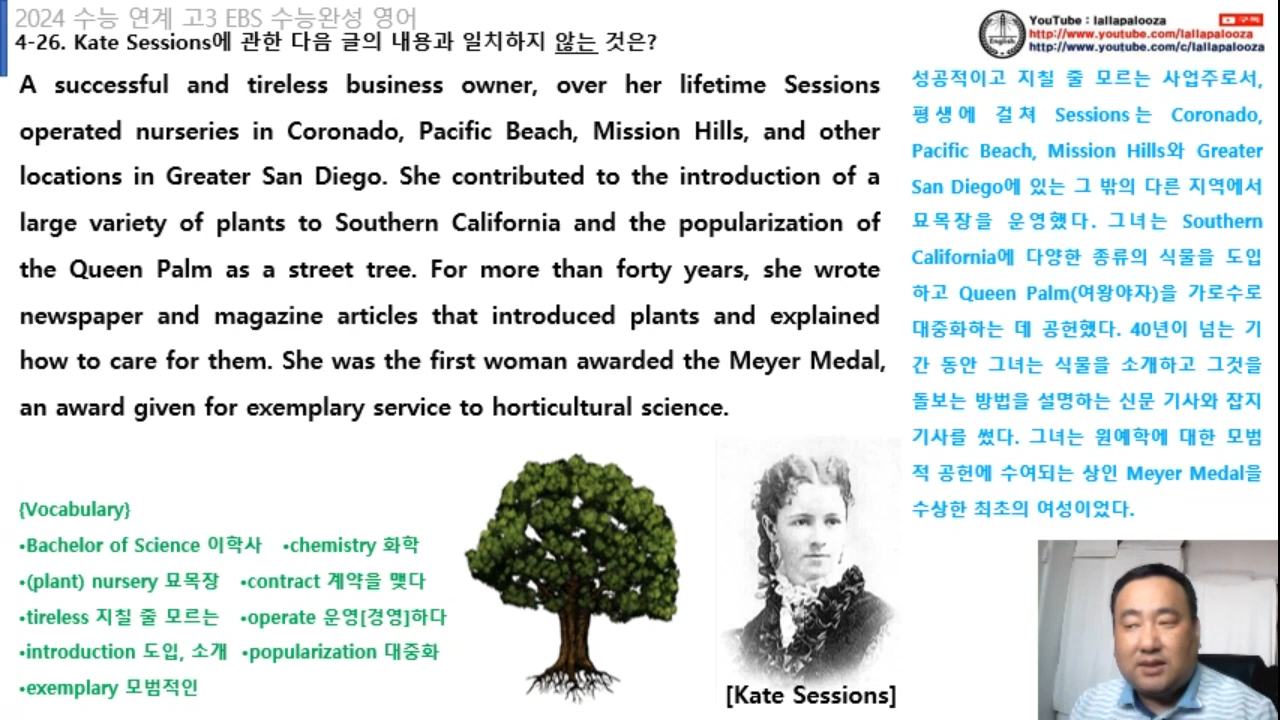 2024 수능 연계 고3 EBS 수능완성 영어
4-26. Kate Sessions에 관한 다음 글의 내용과 일치하지 않는 것은?
YouTube : lallapalooza
구독
http://www.youtube.com/lallapalooza
http://www.youtube.com/c/lallapalooza
English
A successful and tireless business owner, over her lifetime Sessions
operated nurseries in Coronado, Pacific Beach, Mission Hills, and other
locations in Greater San Diego. She contributed to the introduction of a
large variety of plants to Southern California and the popularization of
the Queen Palm as a street tree. For more than forty years, she wrote
newspaper and magazine articles that introduced plants and explained
how to care for them. She was the first woman awarded the Meyer Medal,
an award given for exemplary service to horticultural science.
성공적이고 지칠 줄 모르는 사업주로서,
평생에 걸쳐 Sessions는 Coronado,
Pacific Beach, Mission Hills와 Greater
San Diego에 있는 그 밖의 다른 지역에서
묘목장을 운영했다. 그녀는 Southern
California에 다양한 종류의 식물을 도입
하고 Queen Palm(여왕야자)을 가로수로
대중화하는 데 공헌했다. 40년이 넘는 기
간 동안 그녀는 식물을 소개하고 그것을
돌보는 방법을 설명하는 신문 기사와 잡지
기사를 썼다. 그녀는 원예학에 대한 모범
적 공헌에 수여되는 상인 Meyer Medal을
수상한 최초의 여성이었다.
{Vocabulary}
•Bachelor of Science 이학사 •chemistry 화학
•(plant) nursery 묘목장 •contract 계약을 맺다
•tireless 지칠 줄 모르는 •operate 운영[경영]하다
•introduction 도입, 소개 •popularization 대중화
•exemplary 모범적인
[Kate Sessions]